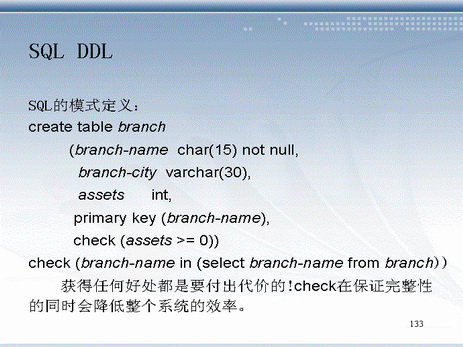 SQL DDL
SQL的模式定义：
create table branch
(branch-name char(15) not null,
branch-city varchar(30),
assets int,
primary key (branch-name),
check (assets >= 0))
check (branch-name in (select branch-name from branch))
获得任何好处都是要付出代价的！check在保证完整性
的同时会降低整个系统的效率。
133